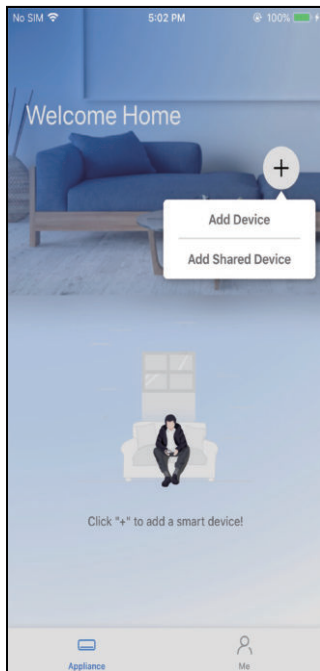 No SIM 5:02 PM 100%
Welcome Home
+
Add Device
Add Shared Device
Click "+" to add a smart device!
Appliance Me